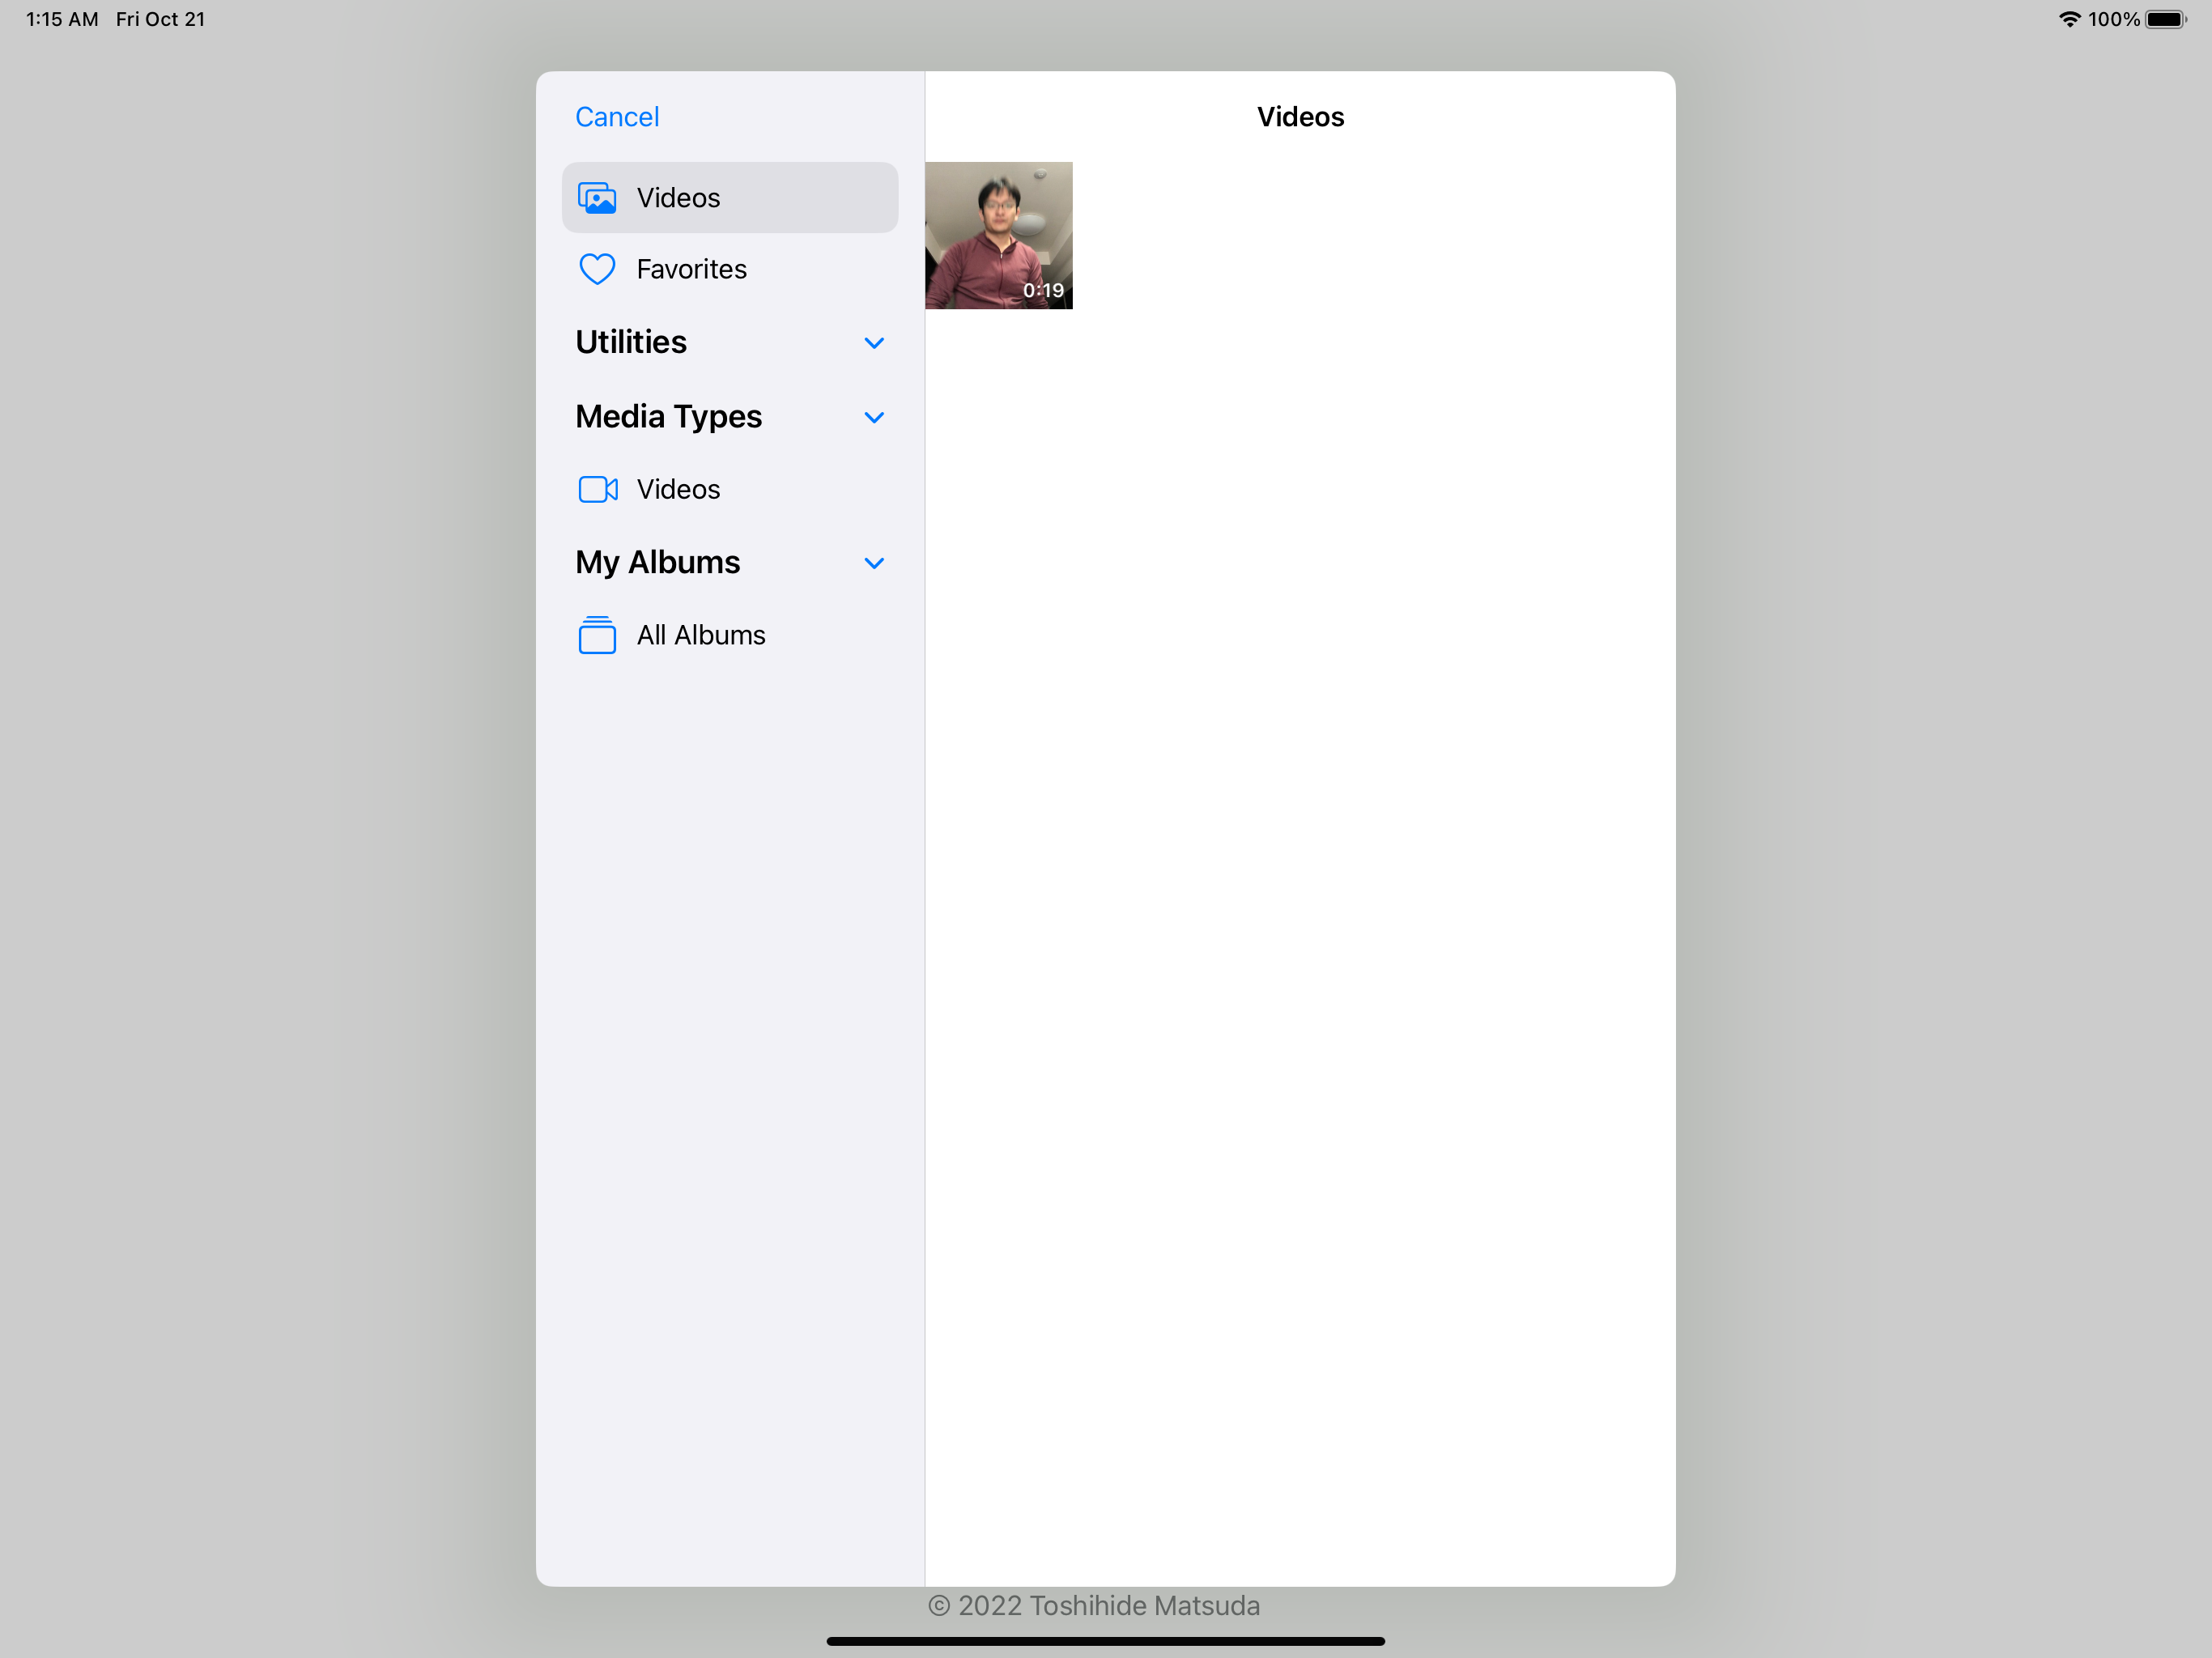 1:15 AM Fri Oct 21
100%
Cancel
Videos
Favorites
Utilities
Media Types
Videos
My Albums
All Albums
Videos
0:19
© 2022 Toshihide Matsuda